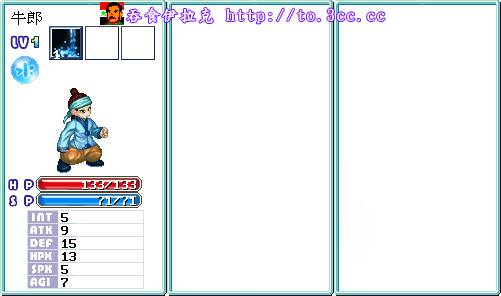 牛郎
吞食伊拉克 http://to.3cc.cc
LV1
1
HP 133/133
SP 71/71
INT 5
ATK 9
DEF 15
HPK 13
SPK 5
AGI 7